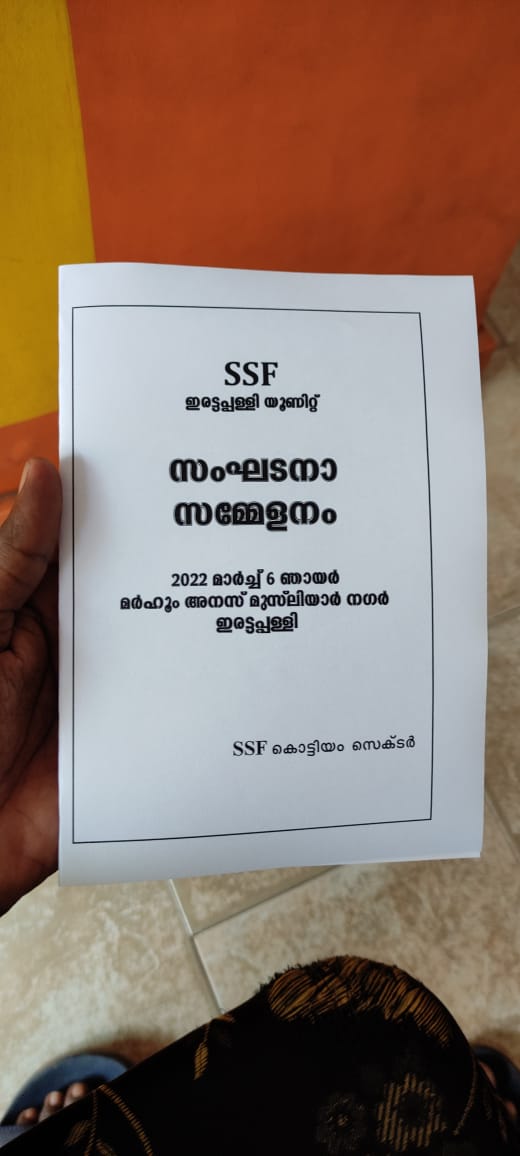 SSF
ഇരട്ടപ്പള്ളി യൂണിറ്റ്
സംഘടനാ
സമ്മേളനം
2022 മാർച്ച് 6 ഞായർ
മർഹൂം അനസ് മുസ്‌ലിയാർ നഗർ
ഇരട്ടപ്പള്ളി
SSF കൊട്ടിയം സെക്ടർ